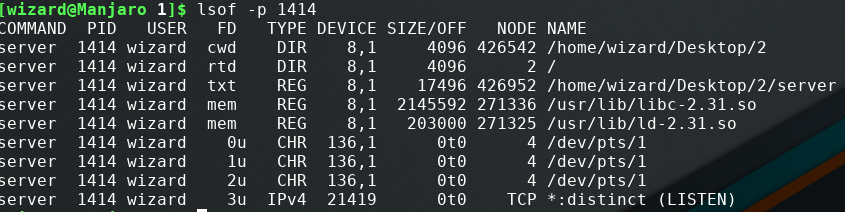 [wizard@Manjaro 1]$ lsof -p 1414
COMMAND  PID   USER   FD   TYPE DEVICE SIZE/OFF   NODE NAME
server  1414 wizard  cwd    DIR    8,1     4096 426542 /home/wizard/Desktop/2
server  1414 wizard  rtd    DIR    8,1     4096      2 /
server  1414 wizard  txt    REG    8,1    17496 426952 /home/wizard/Desktop/2/server
server  1414 wizard  mem    REG    8,1  2145592 271336 /usr/lib/libc-2.31.so
server  1414 wizard  mem    REG    8,1   203000 271325 /usr/lib/ld-2.31.so
server  1414 wizard    0u   CHR  136,1      0t0      4 /dev/pts/1
server  1414 wizard    1u   CHR  136,1      0t0      4 /dev/pts/1
server  1414 wizard    2u   CHR  136,1      0t0      4 /dev/pts/1
server  1414 wizard    3u  IPv4  21419      0t0    TCP *:distinct (LISTEN)